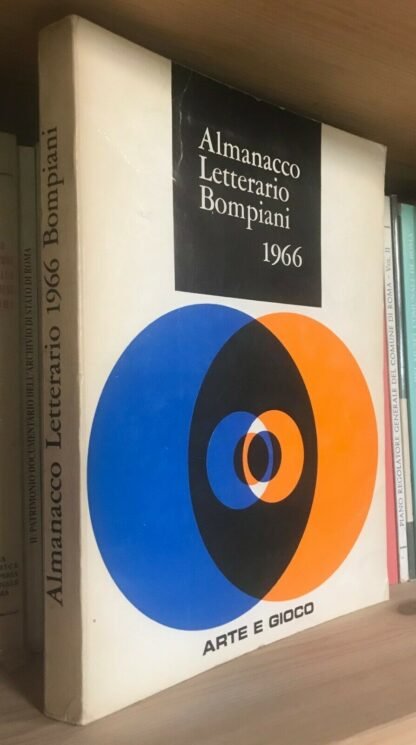 Almanacco
Letterario
Bompiani
1966
ARTE E GIOCO
Almanacco Letterario 1966 Bompiani
IL PATRIMONIO DOCUMENTARIO DELL'ARCHIVIO DI STATO DI ROMA
PIANO REGOLATORE GENERALE DEL COMUNE DI ROMA - VOL. II